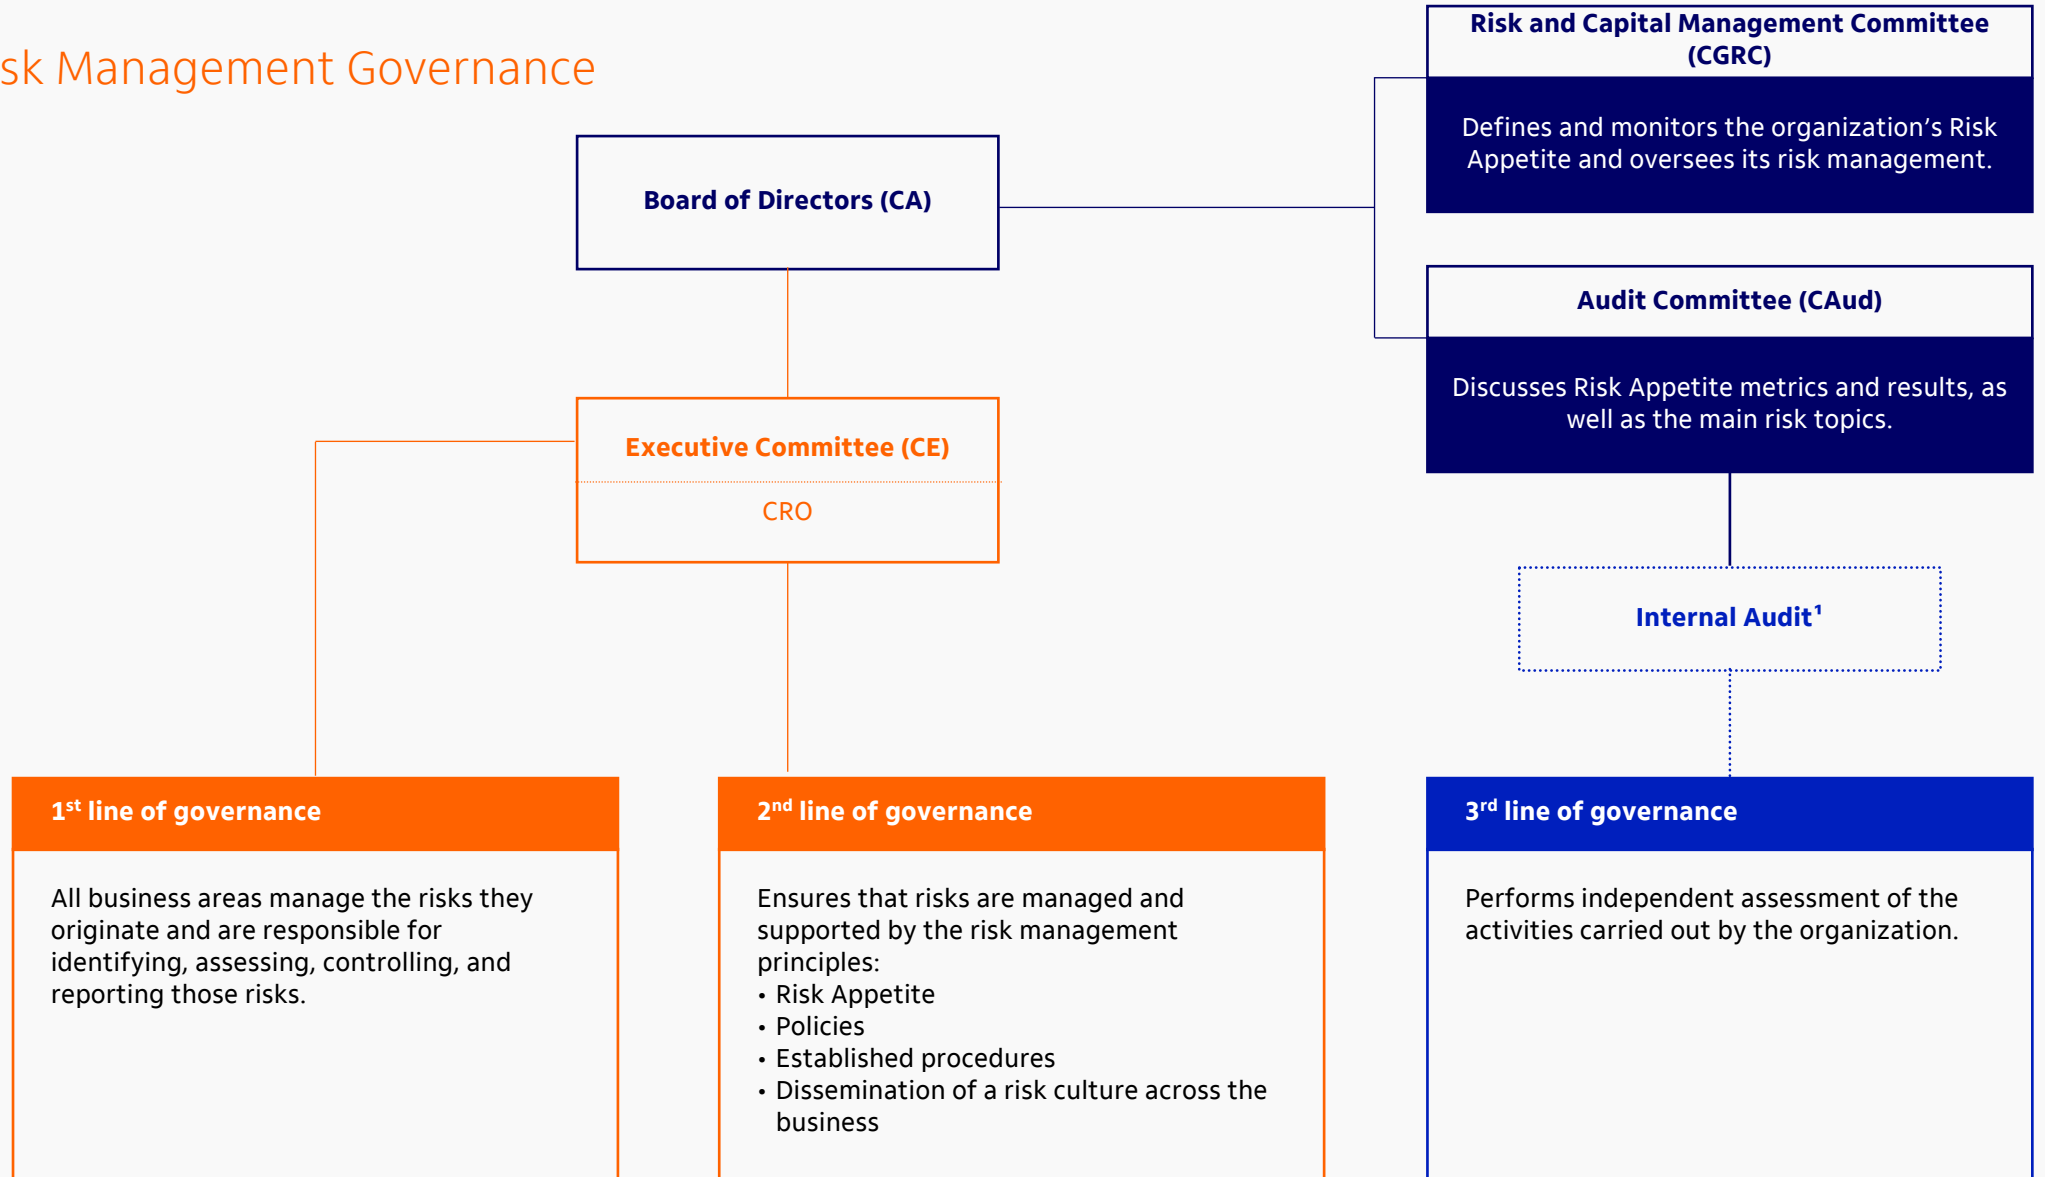 sk Management Governance
Risk and Capital Management Committee
(CGRC)
Defines and monitors the organization’s Risk
Appetite and oversees its risk management.
Board of Directors (CA)
Audit Committee (CAud)
Discusses Risk Appetite metrics and results, as
well as the main risk topics.
Executive Committee (CE)
CRO
Internal Audit¹
1st line of governance
All business areas manage the risks they
originate and are responsible for
identifying, assessing, controlling, and
reporting those risks.
2nd line of governance
Ensures that risks are managed and
supported by the risk management
principles:
• Risk Appetite
• Policies
• Established procedures
• Dissemination of a risk culture across the
business
3rd line of governance
Performs independent assessment of the
activities carried out by the organization.